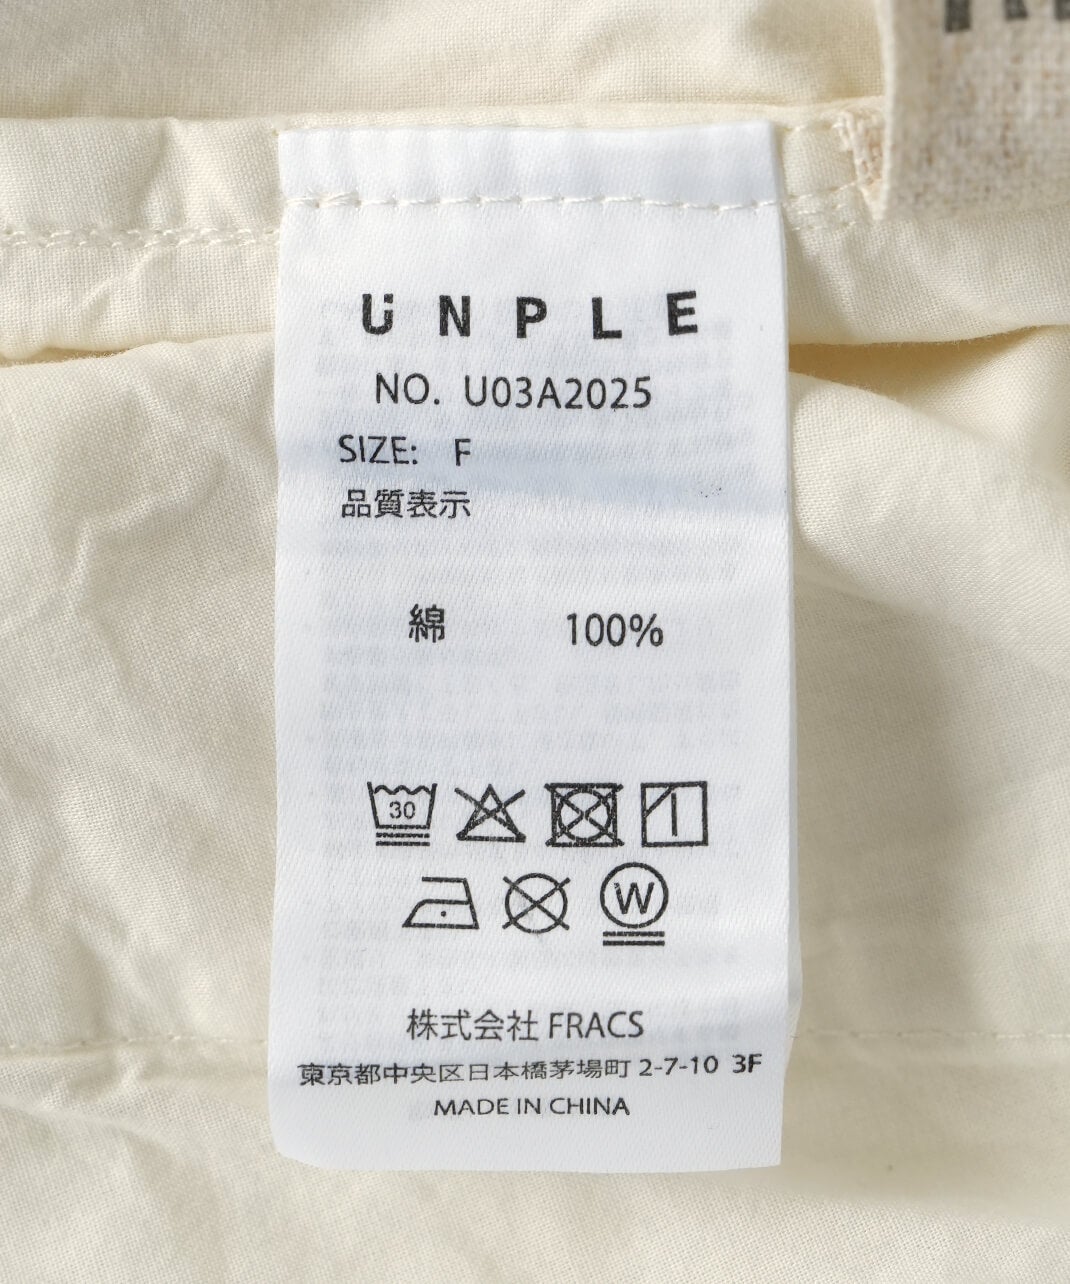 UNPLE
NO. U03A2025
SIZE: F
品質表示
綿 100%
30
W
株式会社 FRACS
東京都中央区日本橋茅場町 2-7-10 3F
MADE IN CHINA